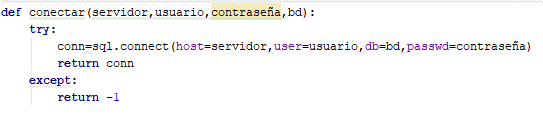 def conectar(servidor,usuario,contraseña,bd):
    try:
        conn=sql.connect(host=servidor,user=usuario,db=bd,passwd=contraseña)
        return conn
    except:
        return -1